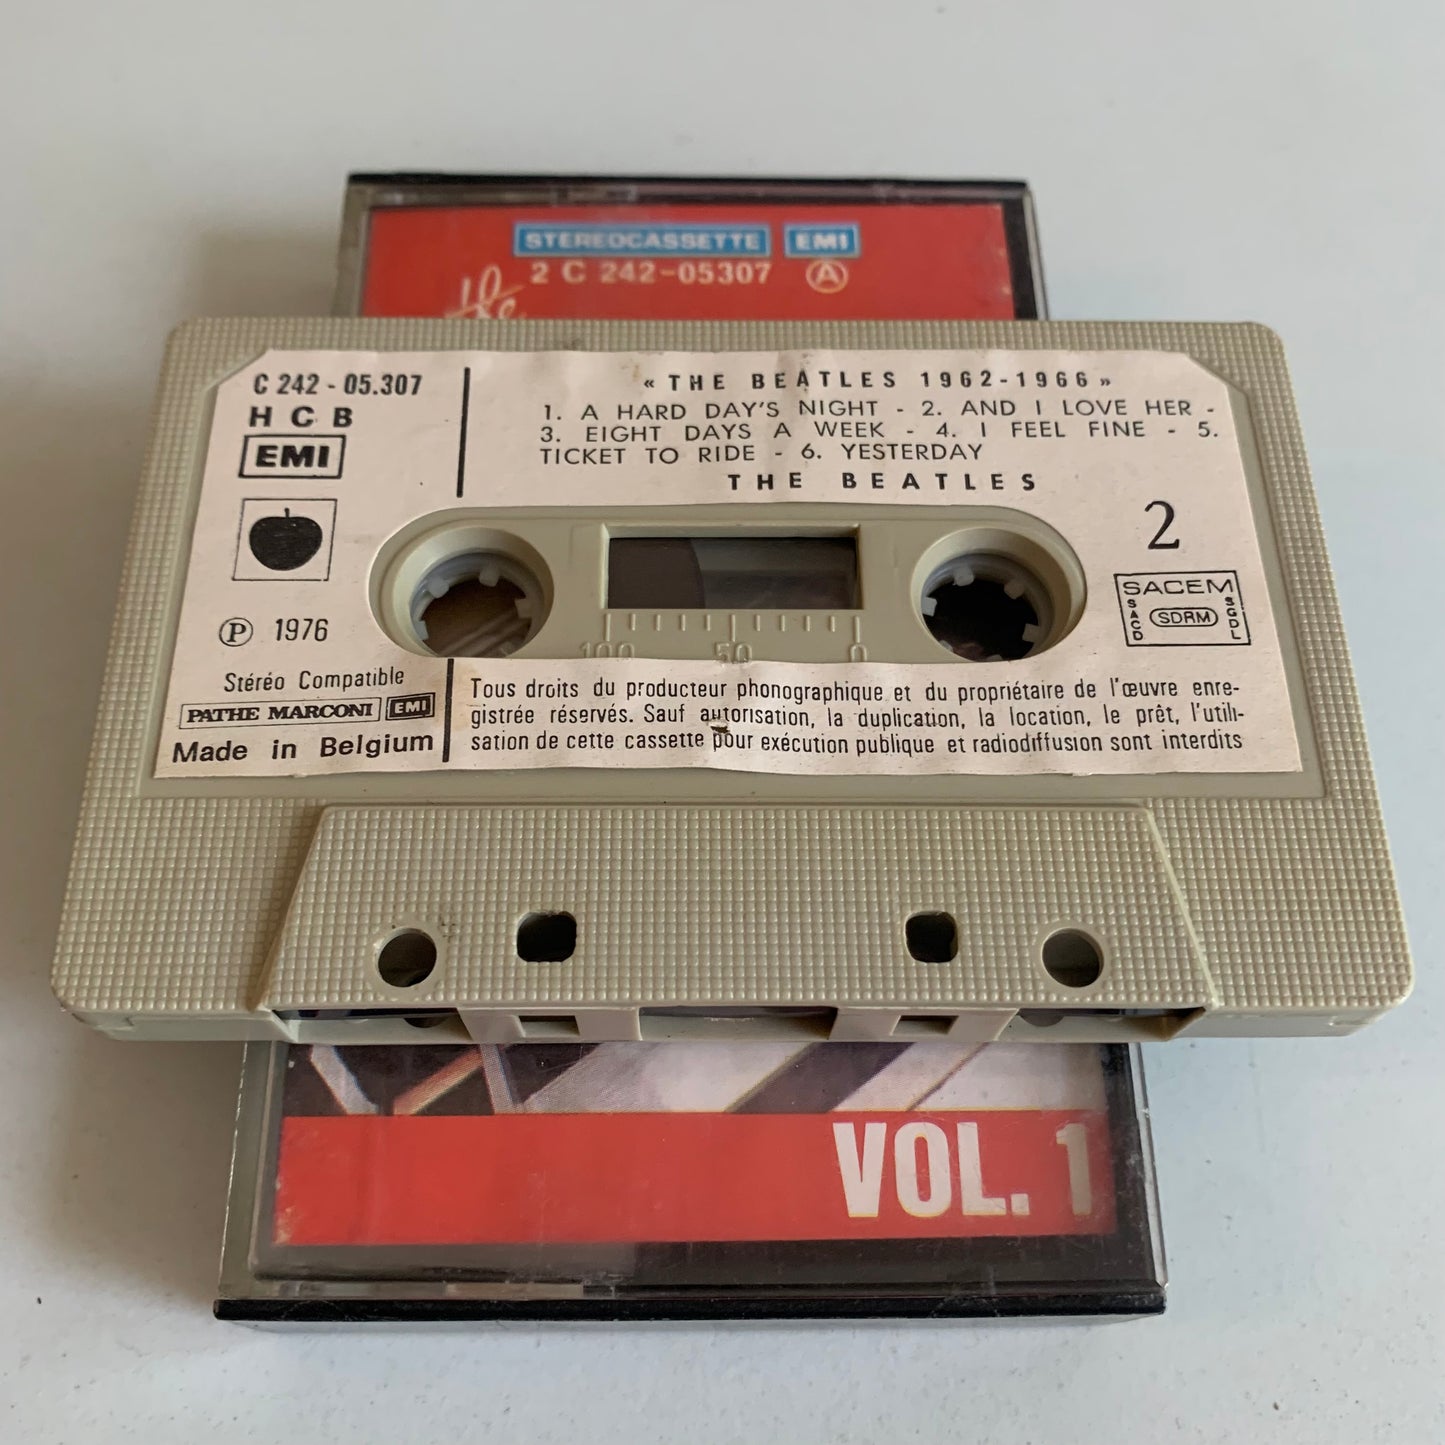 STEREOCASSETTE EMI
2 C 242-05307 A
the
C 242 - 05.307
H C B
EMI
℗ 1976
Stéréo Compatible
PATHE MARCONI EMI
Made in Belgium
« THE BEATLES 1962-1966 »
1. A HARD DAY'S NIGHT - 2. AND I LOVE HER -
3. EIGHT DAYS A WEEK - 4. I FEEL FINE - 5.
TICKET TO RIDE - 6. YESTERDAY
THE BEATLES
2
SACEM
SACD SDRM SGDL
100 50 0
Tous droits du producteur phonographique et du propriétaire de l'œuvre enre-
gistrée réservés. Sauf autorisation, la duplication, la location, le prêt, l'utili-
sation de cette cassette pour exécution publique et radiodiffusion sont interdits
VOL. 1